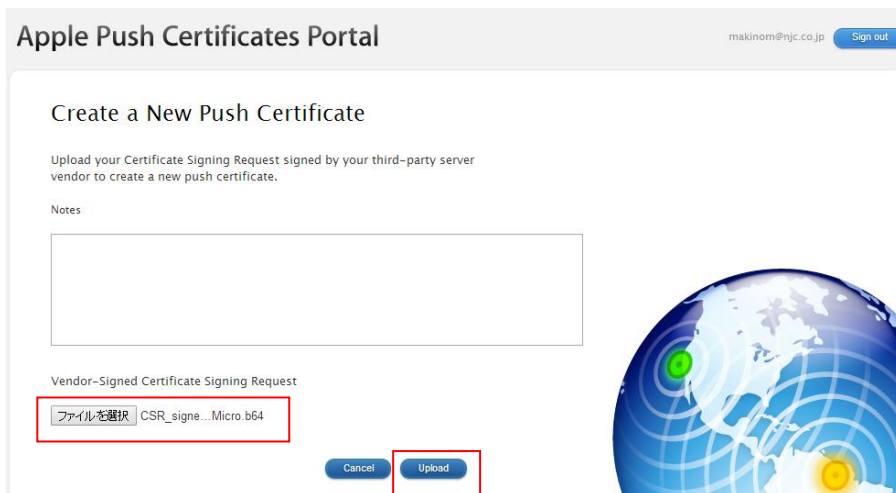 Apple Push Certificates Portal
makinom@njc.co.jp
Sign out
Create a New Push Certificate
Upload your Certificate Signing Request signed by your third-party server
vendor to create a new push certificate.
Notes
Vendor-Signed Certificate Signing Request
ファイルを選択 CSR_signe...Micro.b64
Cancel
Upload